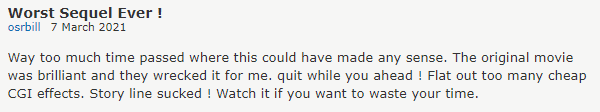 Worst Sequel Ever !
osrbill 7 March 2021
Way too much time passed where this could have made any sense. The original movie
was brilliant and they wrecked it for me. quit while you ahead ! Flat out too many cheap
CGI effects. Story line sucked ! Watch it if you want to waste your time.